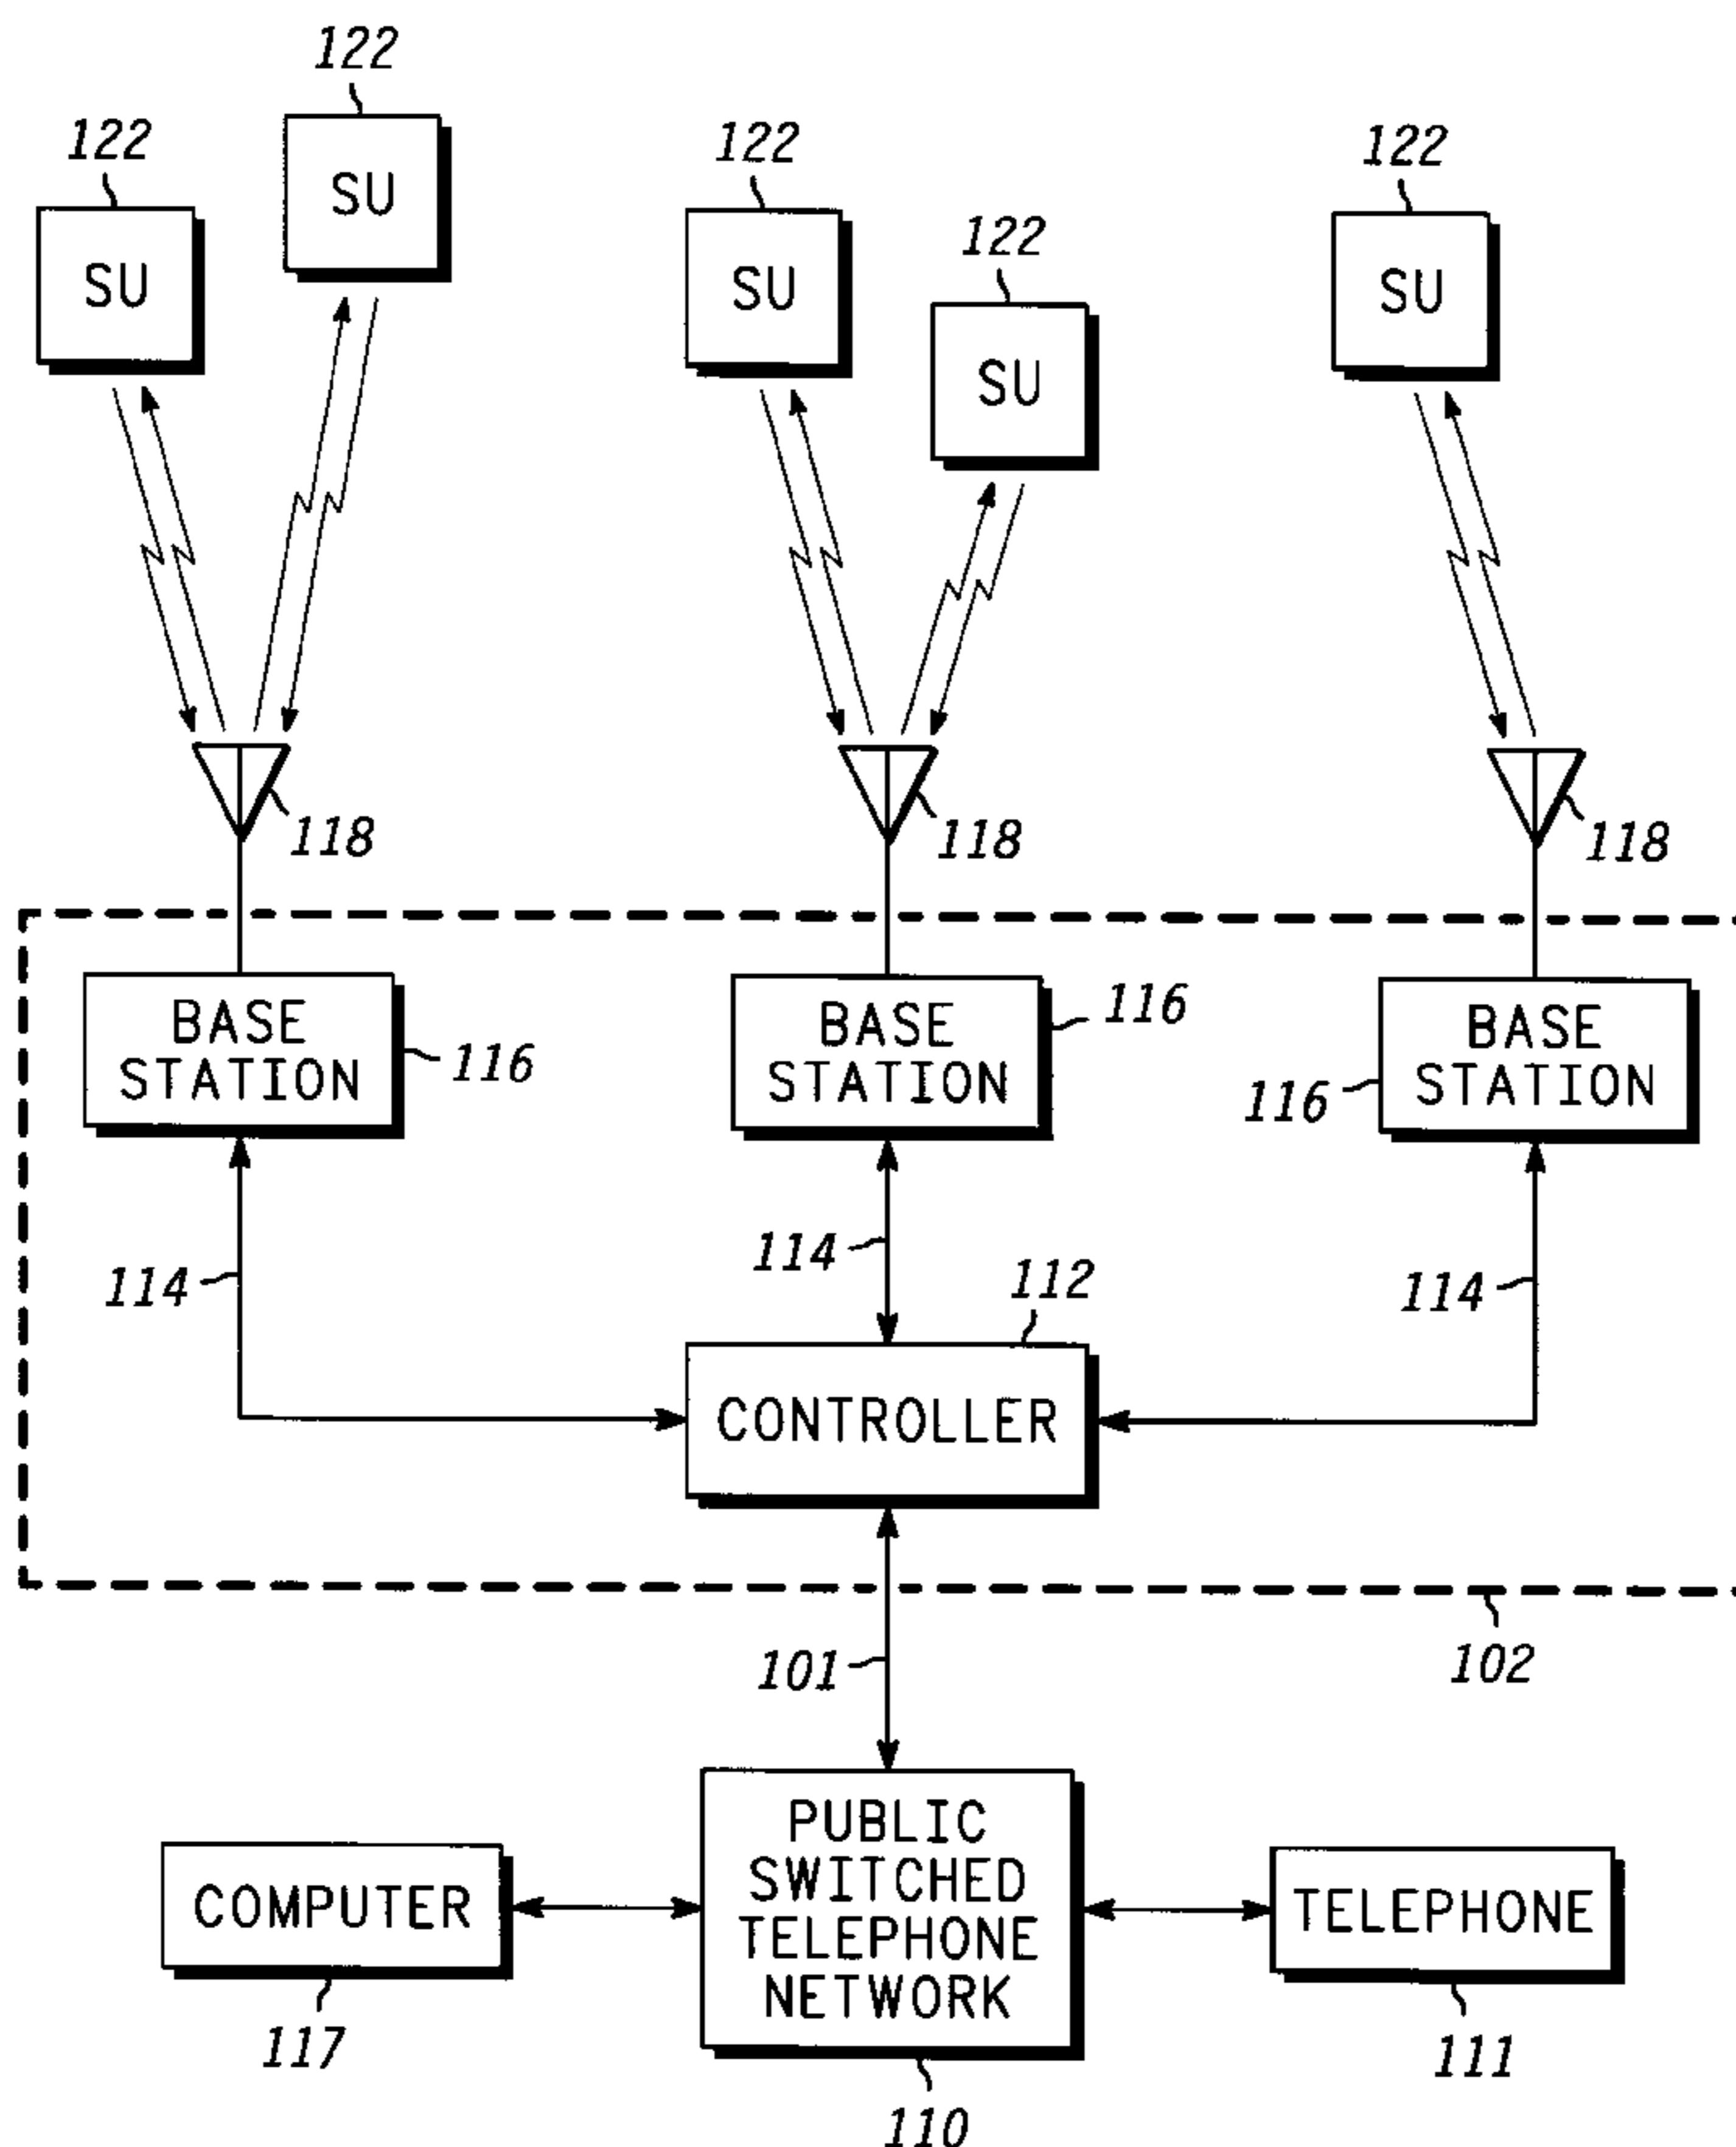 122
122
122
122
122
SU
SU
SU
SU
SU
118
118
118
BASE
STATION
116
BASE
STATION
116
BASE
STATION
116
114
114
114
112
CONTROLLER
101
102
PUBLIC
SWITCHED
TELEPHONE
NETWORK
COMPUTER
TELEPHONE
117
111
110